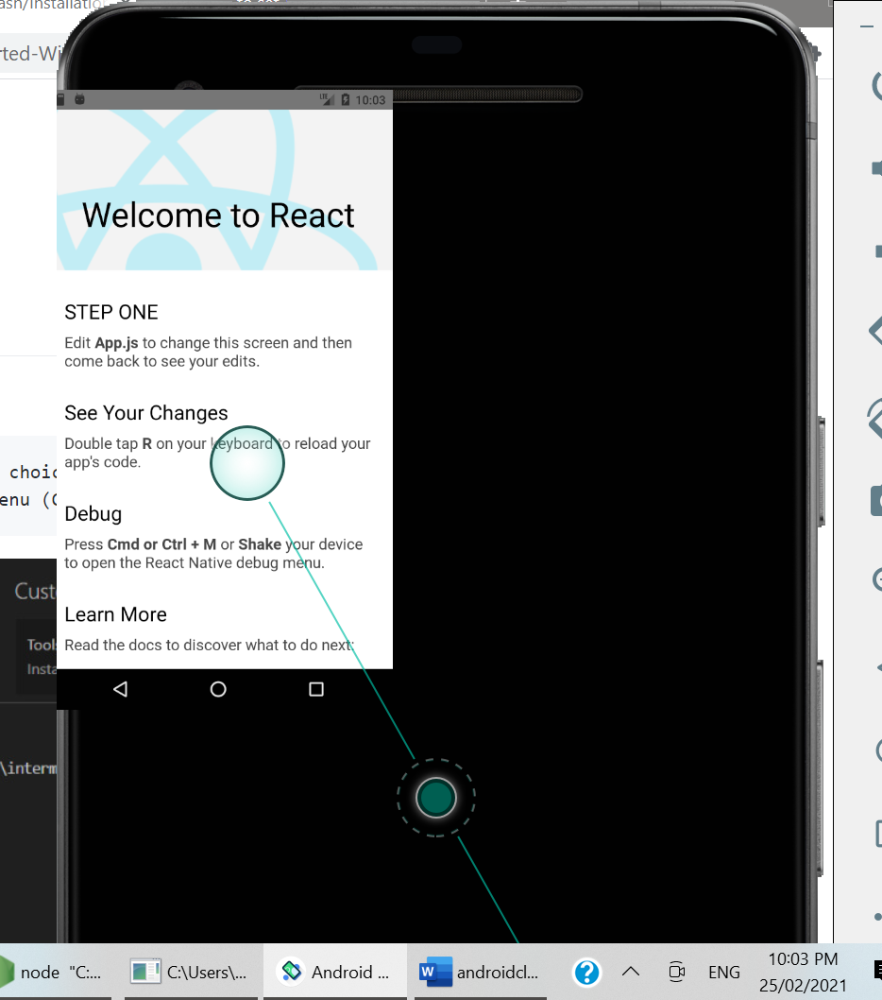 ash/Installatio
rted-Wi
LTE 10:03
Welcome to React
STEP ONE
Edit App.js to change this screen and then
come back to see your edits.
See Your Changes
Double tap R on your keyboard to reload your
app's code.
choic
enu (C
Debug
Press Cmd or Ctrl + M or Shake your device
to open the React Native debug menu.
Custo
Learn More
Tools
Read the docs to discover what to do next:
Insta
\interm
node "C:...
C:\Users\...
Android ...
androidcl...
ENG
10:03 PM
25/02/2021